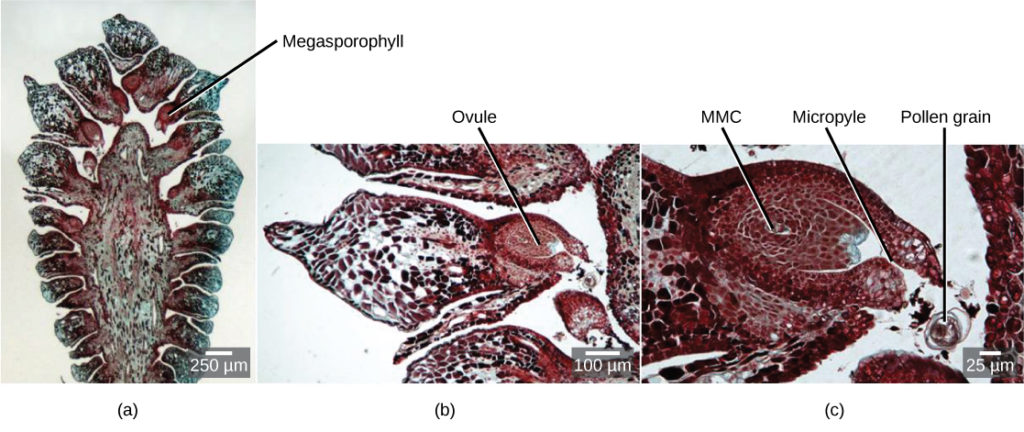 Megasporophyll
Ovule
MMC
Micropyle
Pollen grain
250 µm
100 µm
25 µm
(a)
(b)
(c)